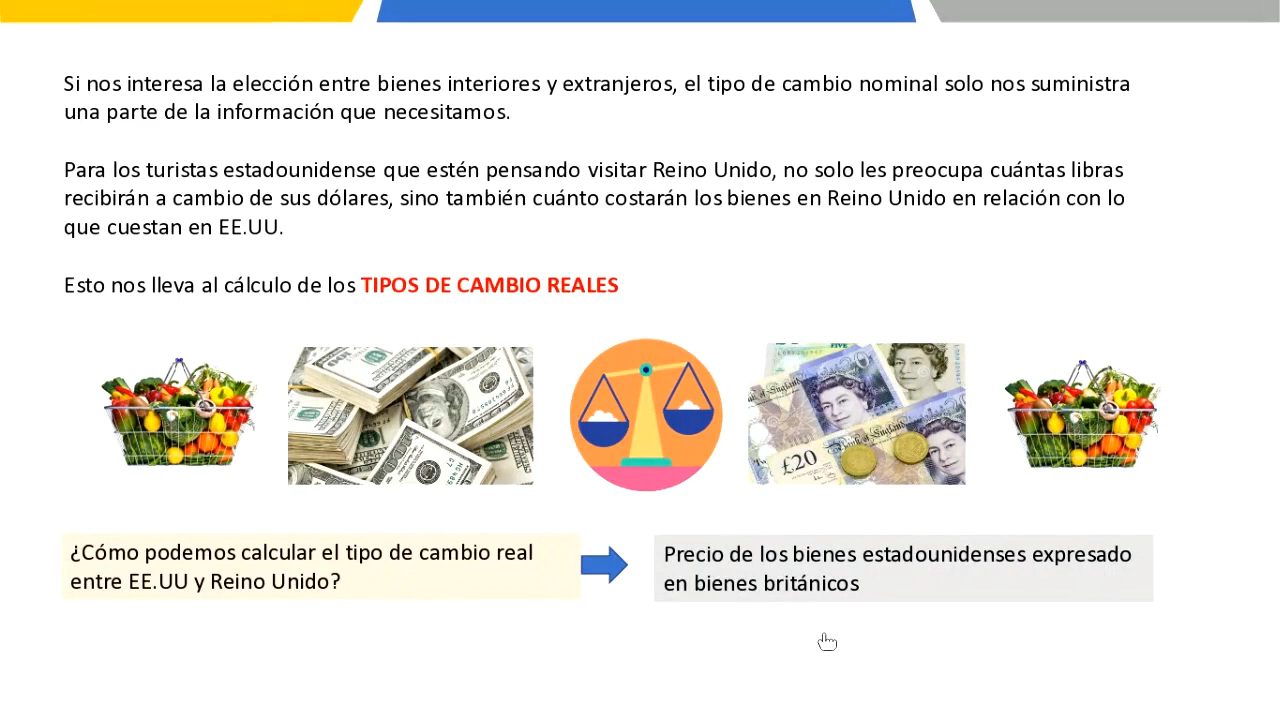 Si nos interesa la elección entre bienes interiores y extranjeros, el tipo de cambio nominal solo nos suministra
una parte de la información que necesitamos.
Para los turistas estadounidense que estén pensando visitar Reino Unido, no solo les preocupa cuántas libras
recibirán a cambio de sus dólares, sino también cuánto costarán los bienes en Reino Unido en relación con lo
que cuestan en EE.UU.
Esto nos lleva al cálculo de los TIPOS DE CAMBIO REALES
£20
¿Cómo podemos calcular el tipo de cambio real
entre EE.UU y Reino Unido?
Precio de los bienes estadounidenses expresado
en bienes británicos